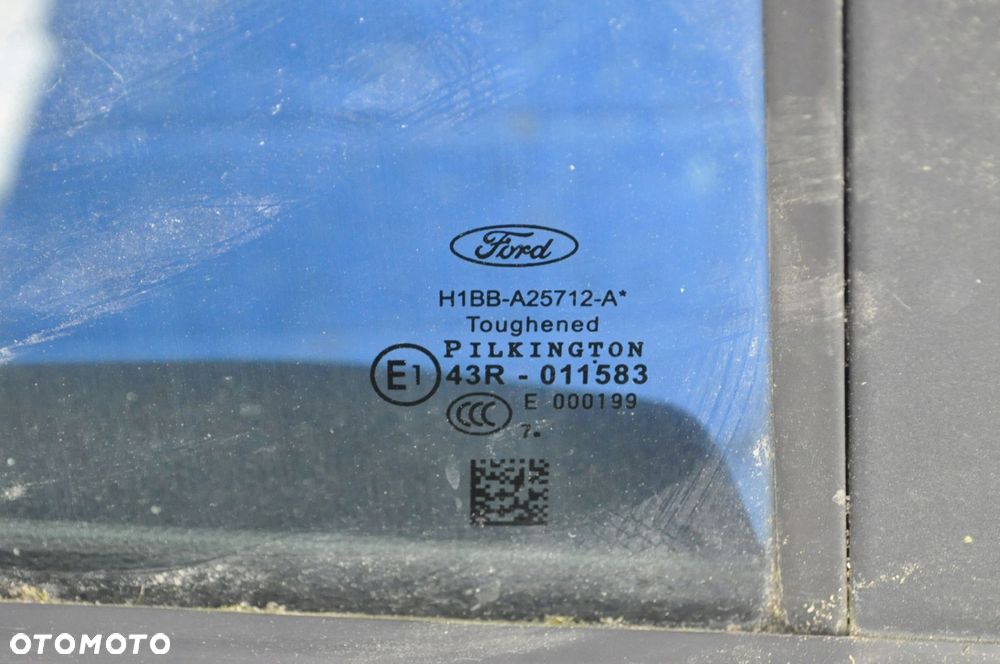 Ford
H1BB-A25712-A*
Toughened
PILKINGTON
E1 43R - 011583
CCC E 000199
7.
OTOMOTO